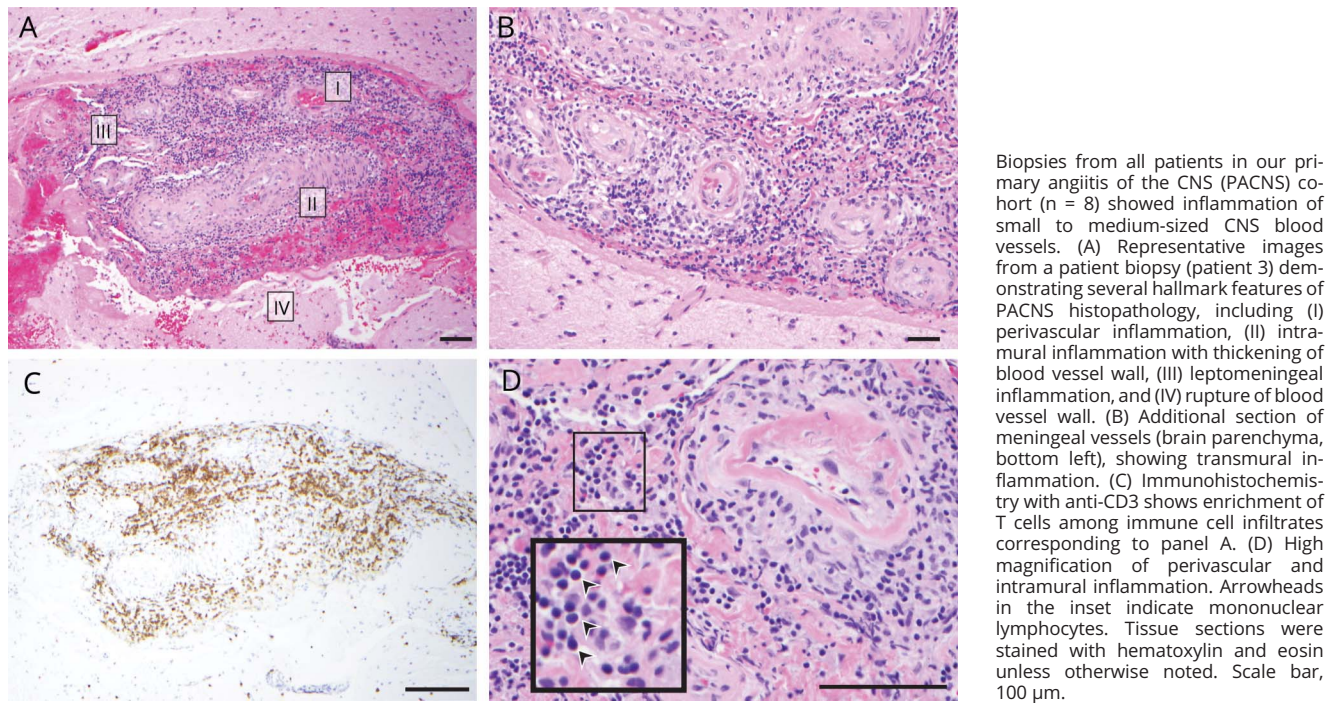 A
B
I
III
II
IV
C
D
Biopsies from all patients in our pri-
mary angiitis of the CNS (PACNS) co-
hort (n = 8) showed inflammation of
small to medium-sized CNS blood
vessels. (A) Representative images
from a patient biopsy (patient 3) dem-
onstrating several hallmark features of
PACNS histopathology, including (I)
perivascular inflammation, (II) intra-
mural inflammation with thickening of
blood vessel wall, (III) leptomeningeal
inflammation, and (IV) rupture of blood
vessel wall. (B) Additional section of
meningeal vessels (brain parenchyma,
bottom left), showing transmural in-
flammation. (C) Immunohistochemis-
try with anti-CD3 shows enrichment of
T cells among immune cell infiltrates
corresponding to panel A. (D) High
magnification of perivascular and
intramural inflammation. Arrowheads
in the inset indicate mononuclear
lymphocytes. Tissue sections were
stained with hematoxylin and eosin
unless otherwise noted. Scale bar,
100 μm.